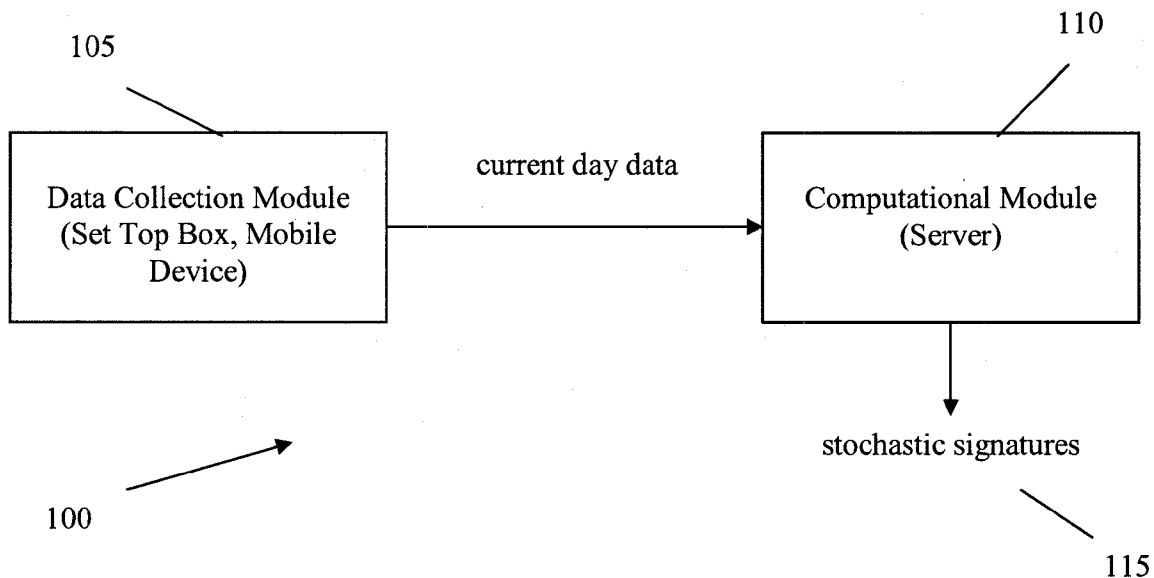 105
110
Data Collection Module
(Set Top Box, Mobile
Device)
current day data
Computational Module
(Server)
stochastic signatures
100
115